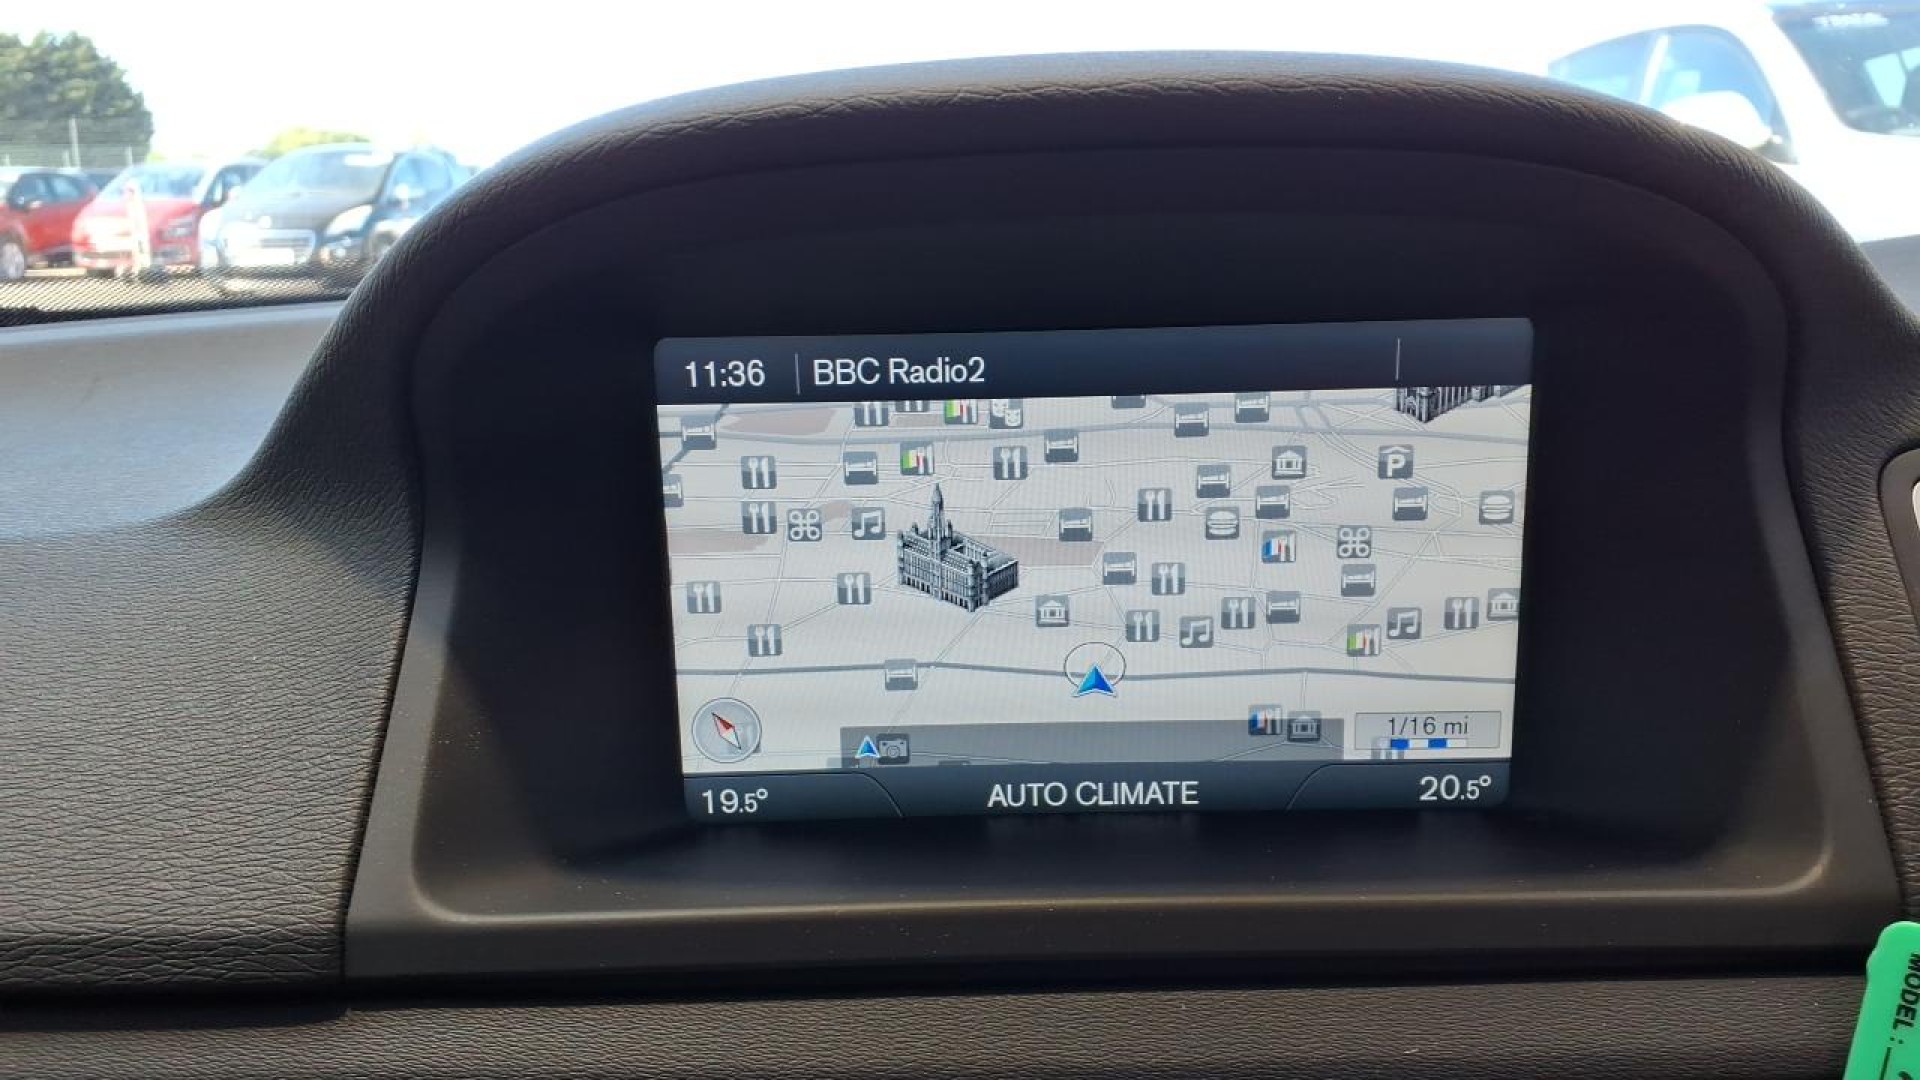 11:36 BBC Radio2
P
1/16 mi
19.5° AUTO CLIMATE 20.5°
MODEL: